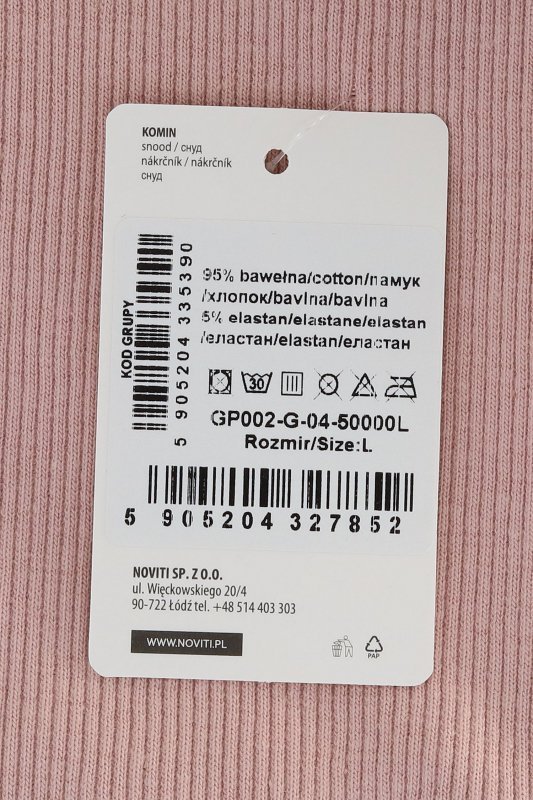 KOMIN
snood / снуд
nákrčník / nákrčník
снуд
KOD GRUPY
5 905204 335390
95% bawełna/cotton/памук
/хлопок/bavlna/bavlna
5% elastan/elastane/elastan
/еластан/elastan/еластан
30
GP002-G-04-50000L
Rozmir/Size:L
5 905204 327852
NOVITI SP. Z O.O.
ul. Więckowskiego 20/4
90-722 Łódź tel. +48 514 403 303
WWW.NOVITI.PL
PAP